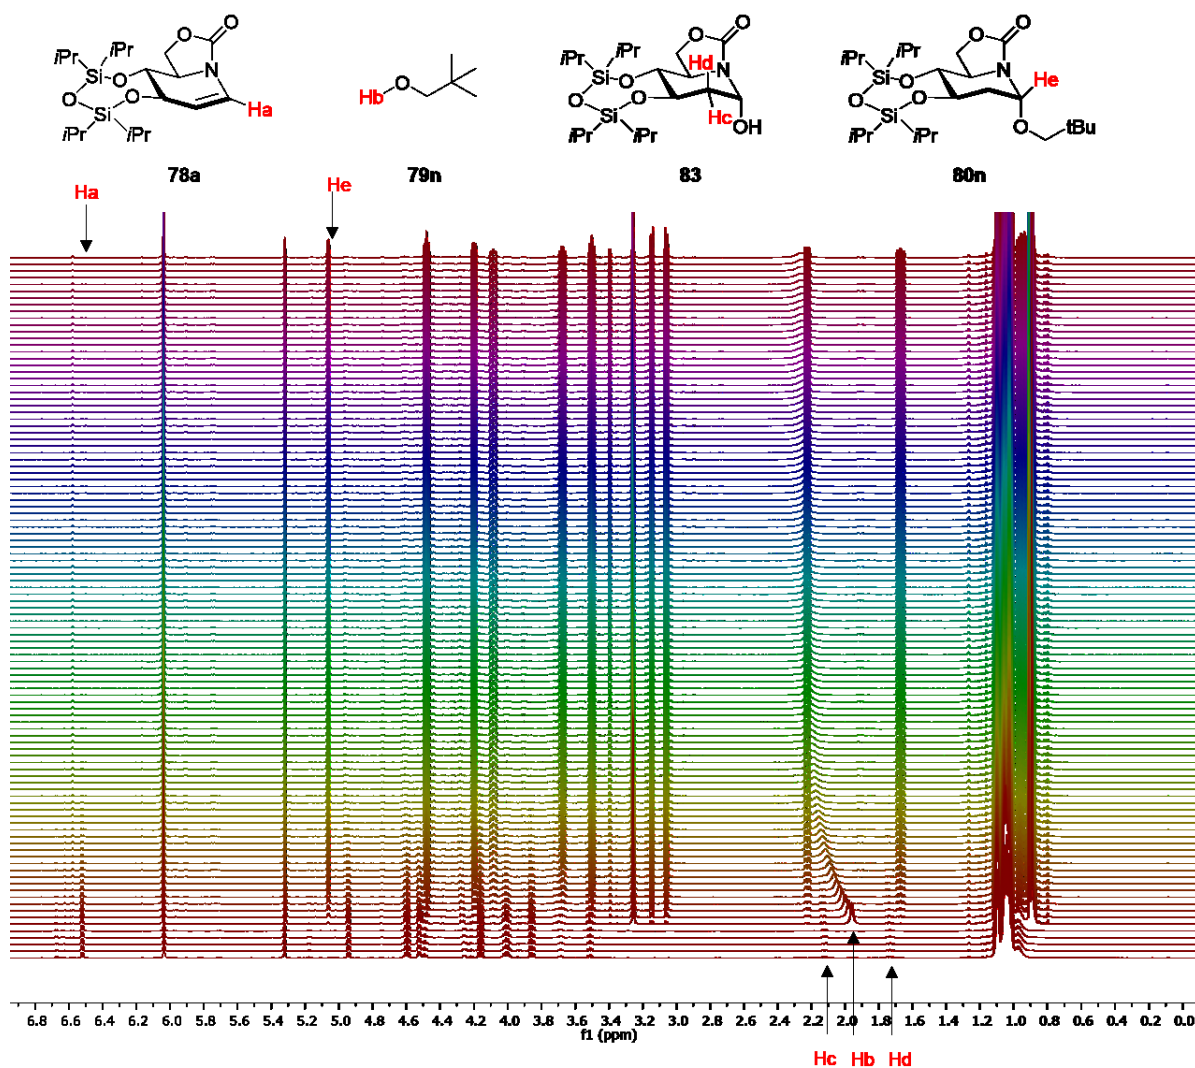 O O O O
iPr iPr N
Si O
O
Si O Ha
iPr iPr
78a
O
Hb
79n
O O
iPr iPr Hd N
Si O
O
Si O Hc
iPr iPr OH
83
O O
iPr iPr N He
Si O
O
Si O
iPr iPr O tBu
80n
Ha He
6.8 6.6 6.4 6.2 6.0 5.8 5.6 5.4 5.2 5.0 4.8 4.6 4.4 4.2 4.0 3.8 3.6 3.4 3.2 3.0 2.8 2.6 2.4 2.2 2.0 1.8 1.6 1.4 1.2 1.0 0.8 0.6 0.4 0.2 0.0
f1 (ppm)
Hc Hb Hd